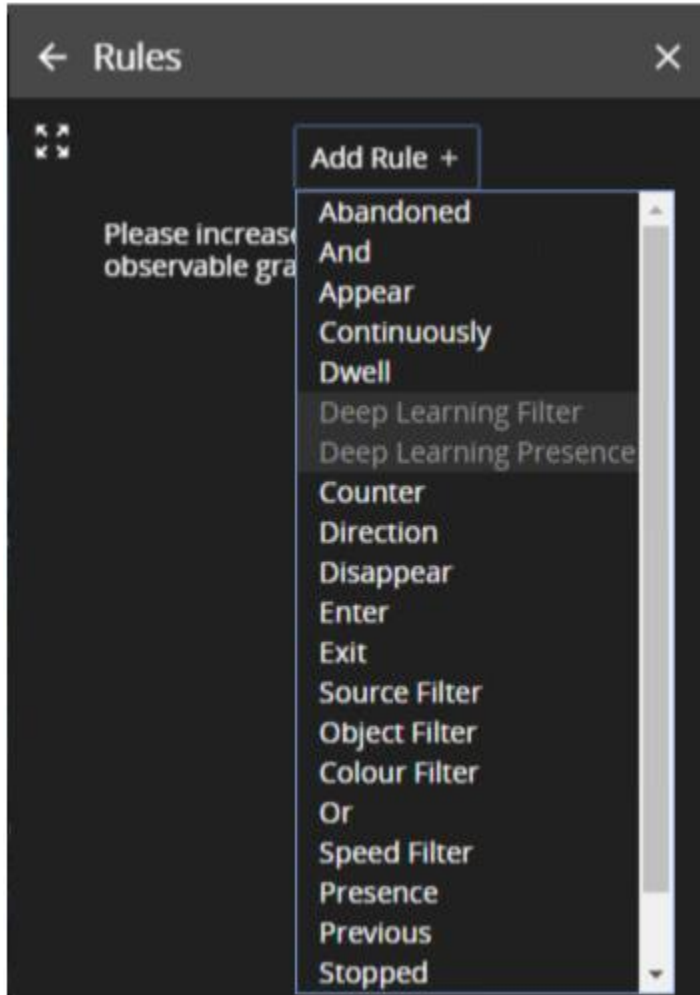 Rules
Add Rule +
Please increase
observable gra
Abandoned
And
Appear
Continuously
Dwell
Deep Learning Filter
Deep Learning Presence
Counter
Direction
Disappear
Enter
Exit
Source Filter
Object Filter
Colour Filter
Or
Speed Filter
Presence
Previous
Stopped